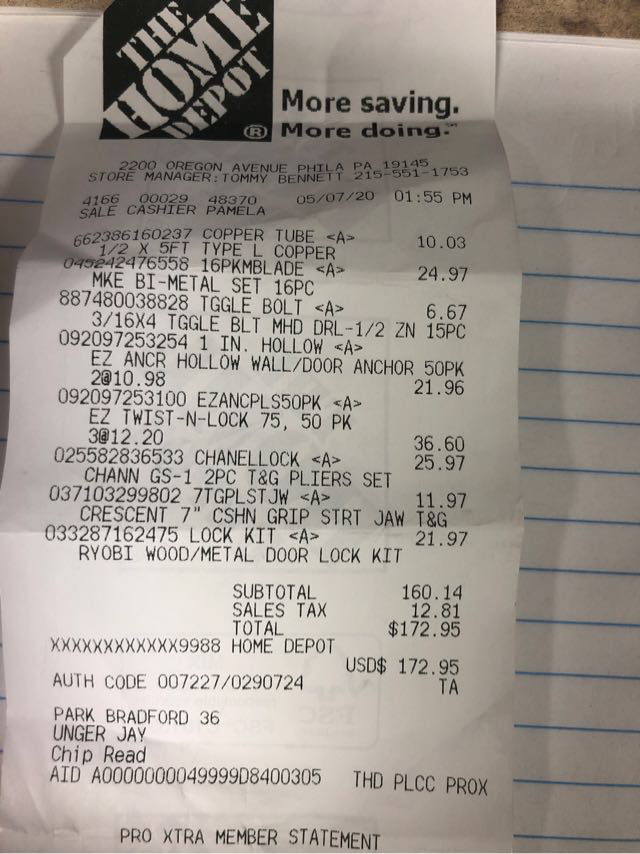 THE
HOME
DEPOT
®
More saving.
More doing.™
2200 OREGON AVENUE PHILA PA 19145
STORE MANAGER:TOMMY BENNETT 215-551-1753
4166 00029 48370 05/07/20 01:55 PM
SALE CASHIER PAMELA
662386160237 COPPER TUBE <A> 10.03
1/2 X 5FT TYPE L COPPER
045242476558 16PKMBLADE <A> 24.97
MKE BI-METAL SET 16PC
887480038828 TGGLE BOLT <A> 6.67
3/16X4 TGGLE BLT MHD DRL-1/2 ZN 15PC
092097253254 1 IN. HOLLOW <A>
EZ ANCR HOLLOW WALL/DOOR ANCHOR 50PK
2@10.98 21.96
092097253100 EZANCPLS50PK <A>
EZ TWIST-N-LOCK 75, 50 PK
3@12.20 36.60
025582836533 CHANELLOCK <A> 25.97
CHANN GS-1 2PC T&G PLIERS SET
037103299802 7TGPLSTJW <A> 11.97
CRESCENT 7" CSHN GRIP STRT JAW T&G
033287162475 LOCK KIT <A> 21.97
RYOBI WOOD/METAL DOOR LOCK KIT
SUBTOTAL 160.14
SALES TAX 12.81
TOTAL $172.95
XXXXXXXXXXXX9988 HOME DEPOT
USD$ 172.95
AUTH CODE 007227/0290724 TA
PARK BRADFORD 36
UNGER JAY
Chip Read
AID A0000000049999D8400305 THD PLCC PROX
PRO XTRA MEMBER STATEMENT